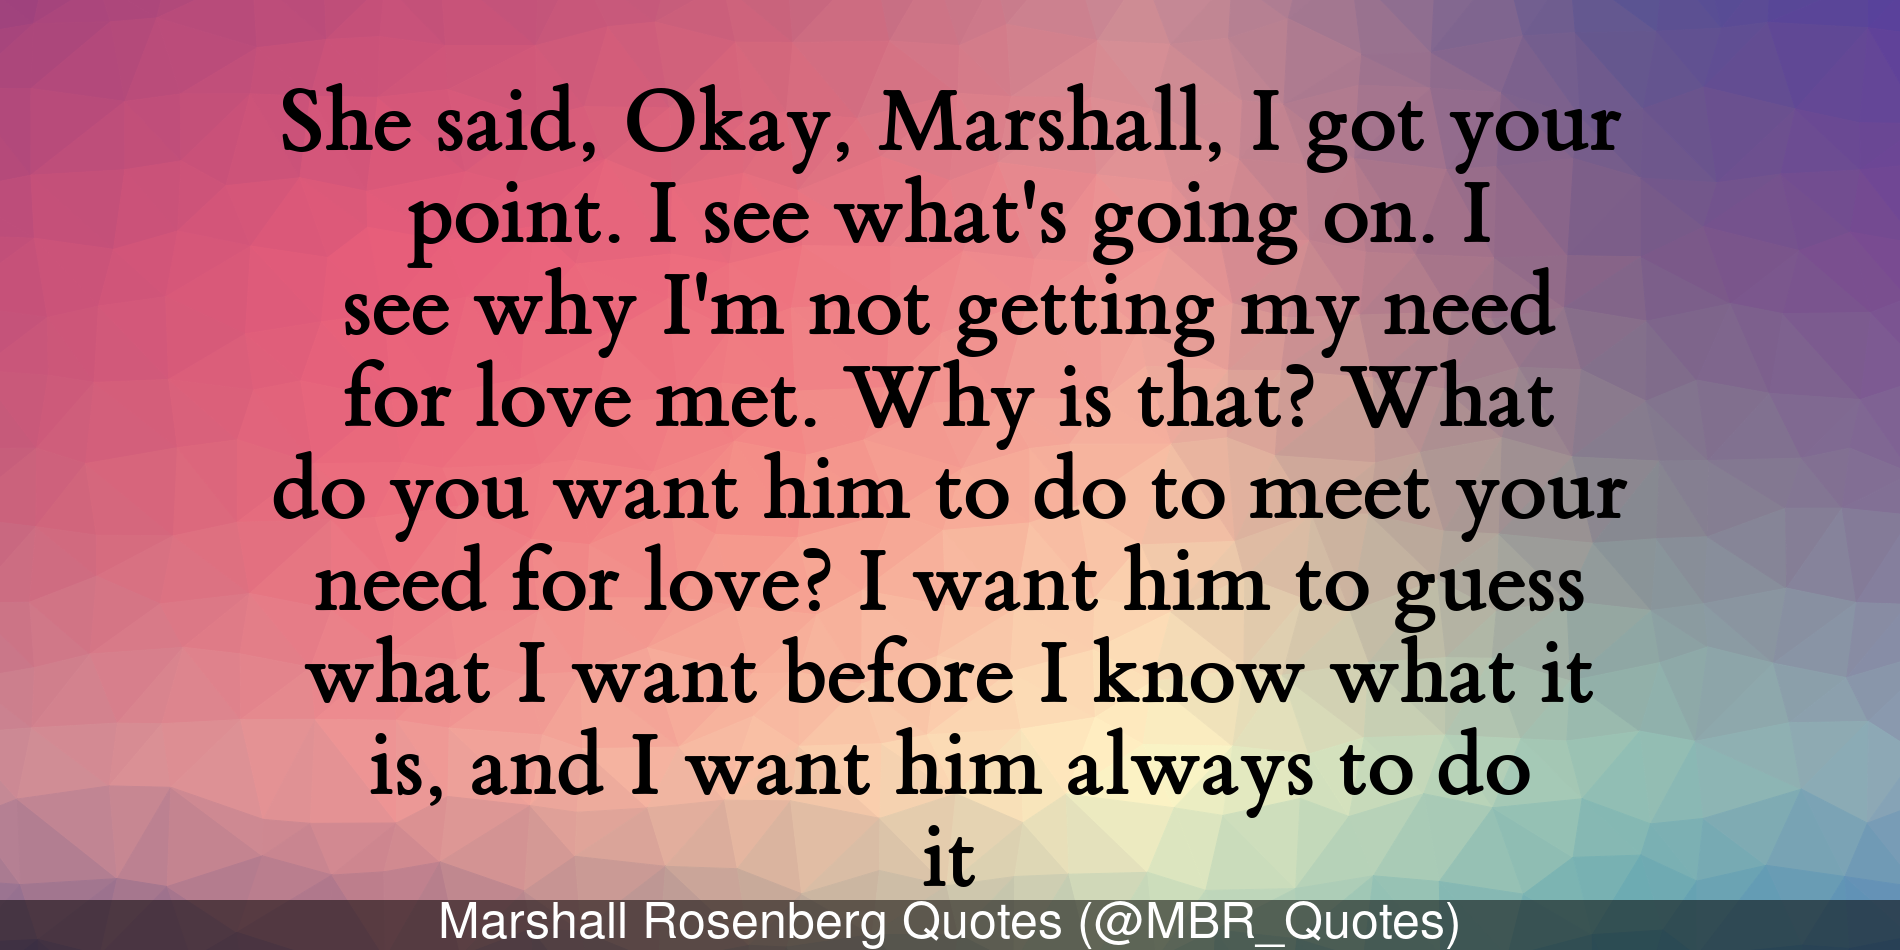 She said, Okay, Marshall, I got your
point. I see what's going on. I
see why I'm not getting my need
for love met. Why is that? What
do you want him to do to meet your
need for love? I want him to guess
what I want before I know what it
is, and I want him always to do
it
Marshall Rosenberg Quotes (@MBR_Quotes)